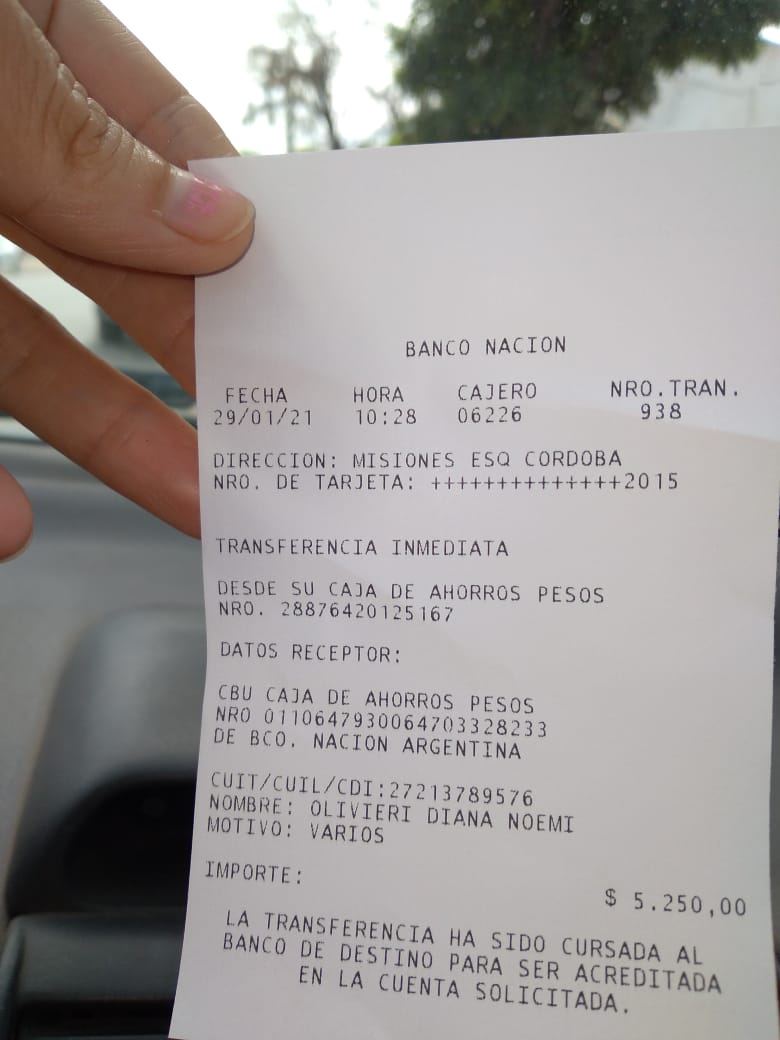 BANCO NACION
FECHA HORA CAJERO NRO.TRAN.
29/01/21 10:28 06226 938
DIRECCION: MISIONES ESQ CORDOBA
NRO. DE TARJETA: +++++++++++++++2015
TRANSFERENCIA INMEDIATA
DESDE SU CAJA DE AHORROS PESOS
NRO. 28876420125167
DATOS RECEPTOR:
CBU CAJA DE AHORROS PESOS
NRO 0110647930064703328233
DE BCO. NACION ARGENTINA
CUIT/CUIL/CDI:27213789576
NOMBRE: OLIVIERI DIANA NOEMI
MOTIVO: VARIOS
IMPORTE:
$ 5.250,00
LA TRANSFERENCIA HA SIDO CURSADA AL
BANCO DE DESTINO PARA SER ACREDITADA
EN LA CUENTA SOLICITADA.